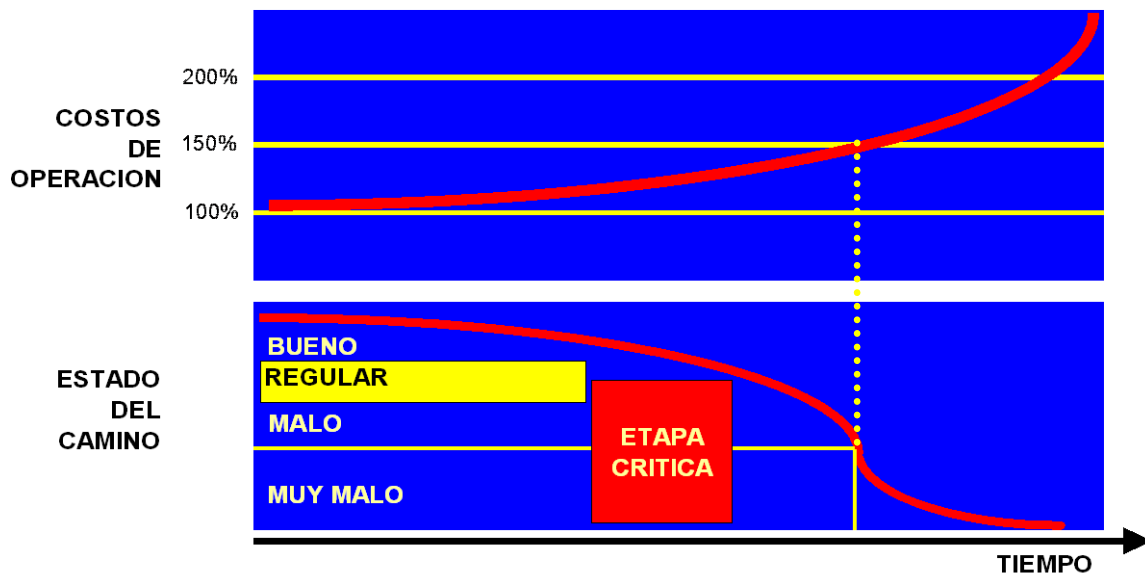 200%
COSTOS
DE
OPERACION
150%
100%
BUENO
REGULAR
ESTADO
DEL
CAMINO
MALO
ETAPA
CRITICA
MUY MALO
TIEMPO